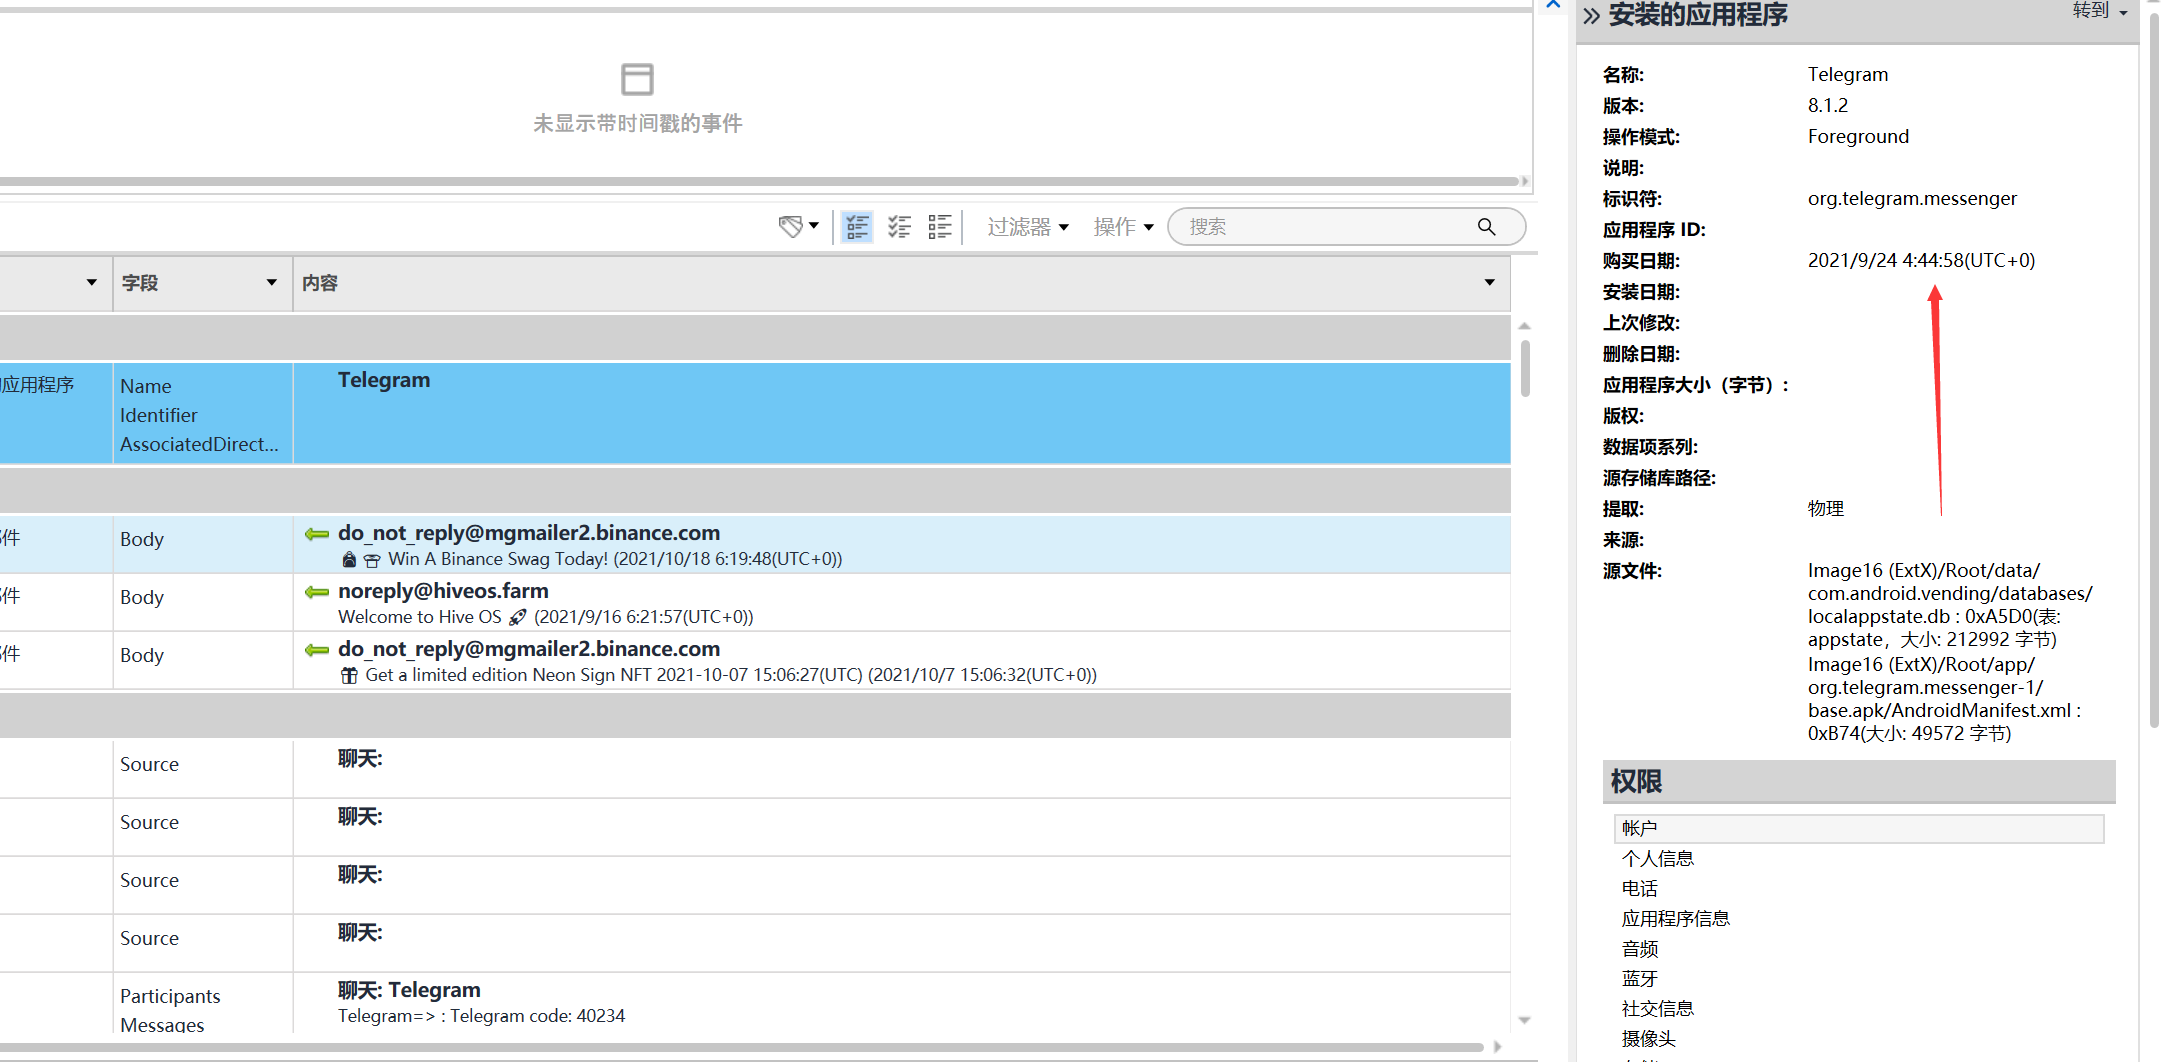 未显示带时间戳的事件
过滤器
操作
搜索
字段
内容
应用程序
Name
Identifier
AssociatedDirect...
Telegram
件
Body
do_not_reply@mgmailer2.binance.com
Win A Binance Swag Today! (2021/10/18 6:19:48(UTC+0))
件
Body
noreply@hiveos.farm
Welcome to Hive OS 🚀 (2021/9/16 6:21:57(UTC+0))
件
Body
do_not_reply@mgmailer2.binance.com
Get a limited edition Neon Sign NFT 2021-10-07 15:06:27(UTC) (2021/10/7 15:06:32(UTC+0))
Source
聊天:
Source
聊天:
Source
聊天:
Source
聊天:
Participants
Messages
聊天: Telegram
Telegram=> : Telegram code: 40234
安装的应用程序
转到
名称: Telegram
版本: 8.1.2
操作模式: Foreground
说明:
标识符: org.telegram.messenger
应用程序 ID:
购买日期: 2021/9/24 4:44:58(UTC+0)
安装日期:
上次修改:
删除日期:
应用程序大小（字节）:
版权:
数据项系列:
源存储库路径:
提取: 物理
来源:
源文件: Image16 (ExtX)/Root/data/
com.android.vending/databases/
localappstate.db : 0xA5D0(表:
appstate，大小: 212992 字节)
Image16 (ExtX)/Root/app/
org.telegram.messenger-1/
base.apk/AndroidManifest.xml :
0xB74(大小: 49572 字节)
权限
帐户
个人信息
电话
应用程序信息
音频
蓝牙
社交信息
摄像头